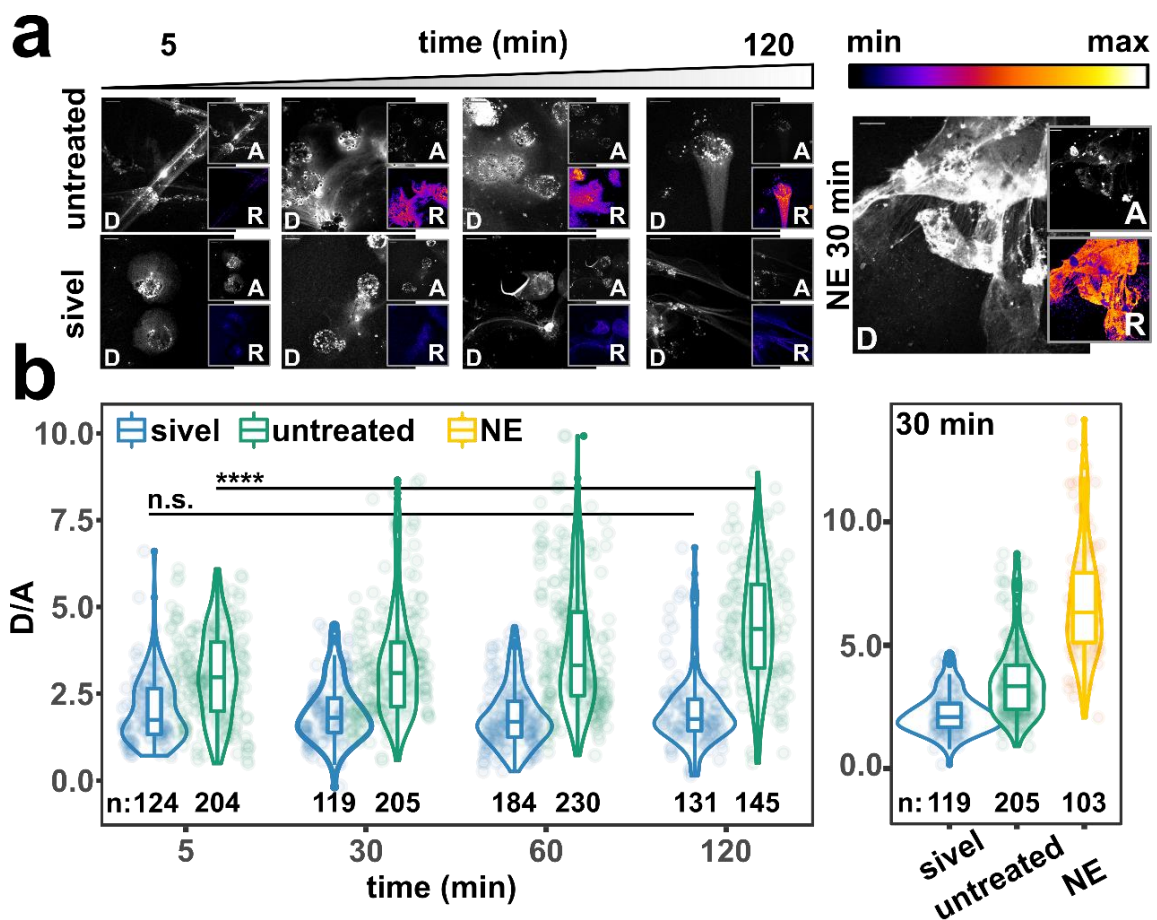 a
5 time (min) 120
min max
untreated
A A A A
D R D R D R D R
sivel
A A A A
D R D R D R D R
NE 30 min
A
D R
b
sivel untreated NE
30 min
10.0
****
n.s.
7.5
5.0
2.5
0.0
D/A
n: 124 204 119 205 184 230 131 145
5 30 60 120
time (min)
10.0
5.0
0.0
n: 119 205 103
sivel untreated NE